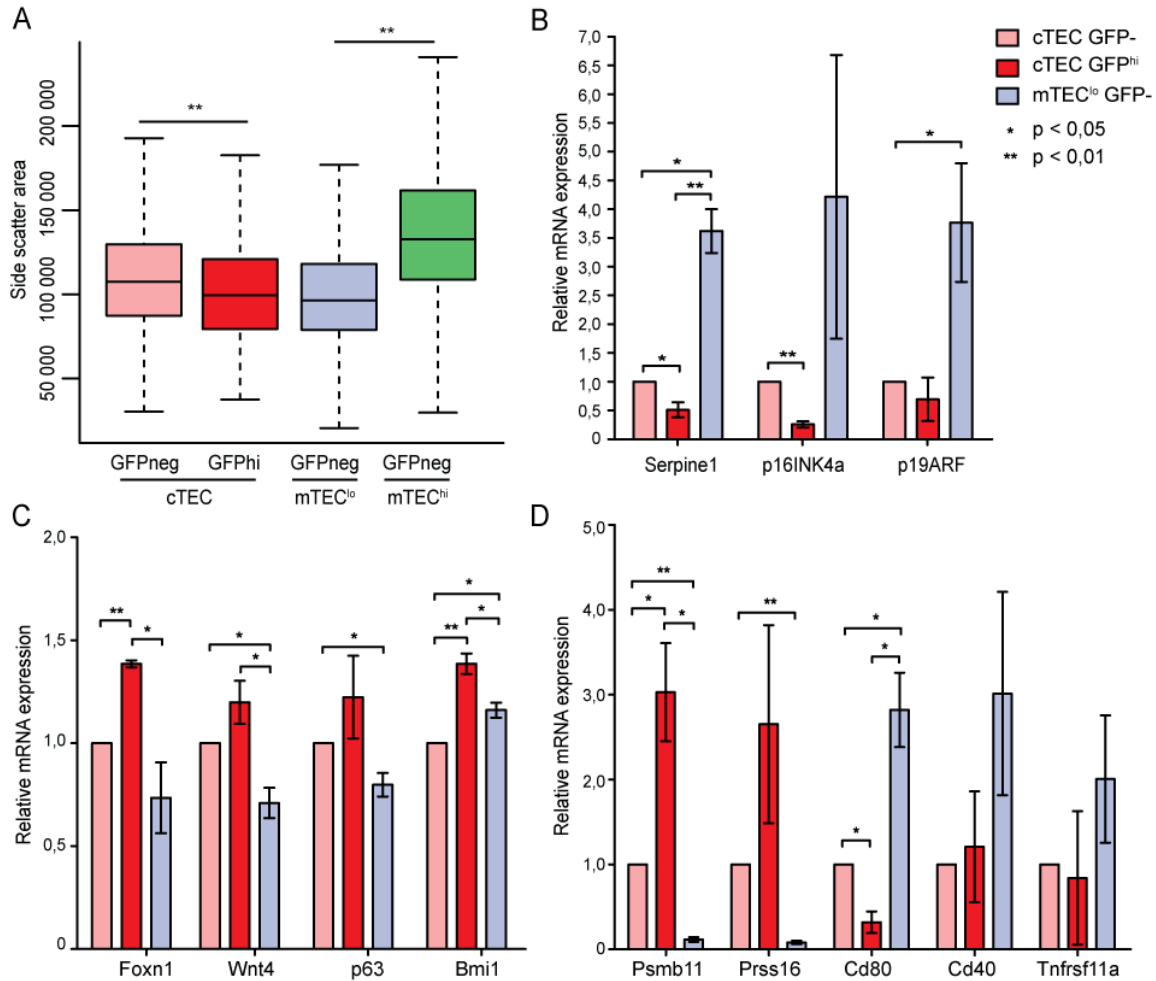 A
**
**
Side scatter area
200 000
150 000
100 000
50 000
GFPneg GFPhi GFPneg GFPneg
cTEC mTEClo mTEChi
B
Relative mRNA expression
7,0
6,5
6,0
5,5
5,0
4,5
4,0
3,5
3,0
2,5
2,0
1,5
1,0
0,5
0
*
**
*
**
*
Serpine1 p16INK4a p19ARF
cTEC GFP-
cTEC GFPhi
mTEClo GFP-
* p < 0,05
** p < 0,01
C
Relative mRNA expression
2,0
1,5
1,0
0,5
0
** * * * * * ** *
Foxn1 Wnt4 p63 Bmi1
D
Relative mRNA expression
5,0
4,0
3,0
2,0
1,0
0
** * * ** * * *
Psmb11 Prss16 Cd80 Cd40 Tnfrsf11a